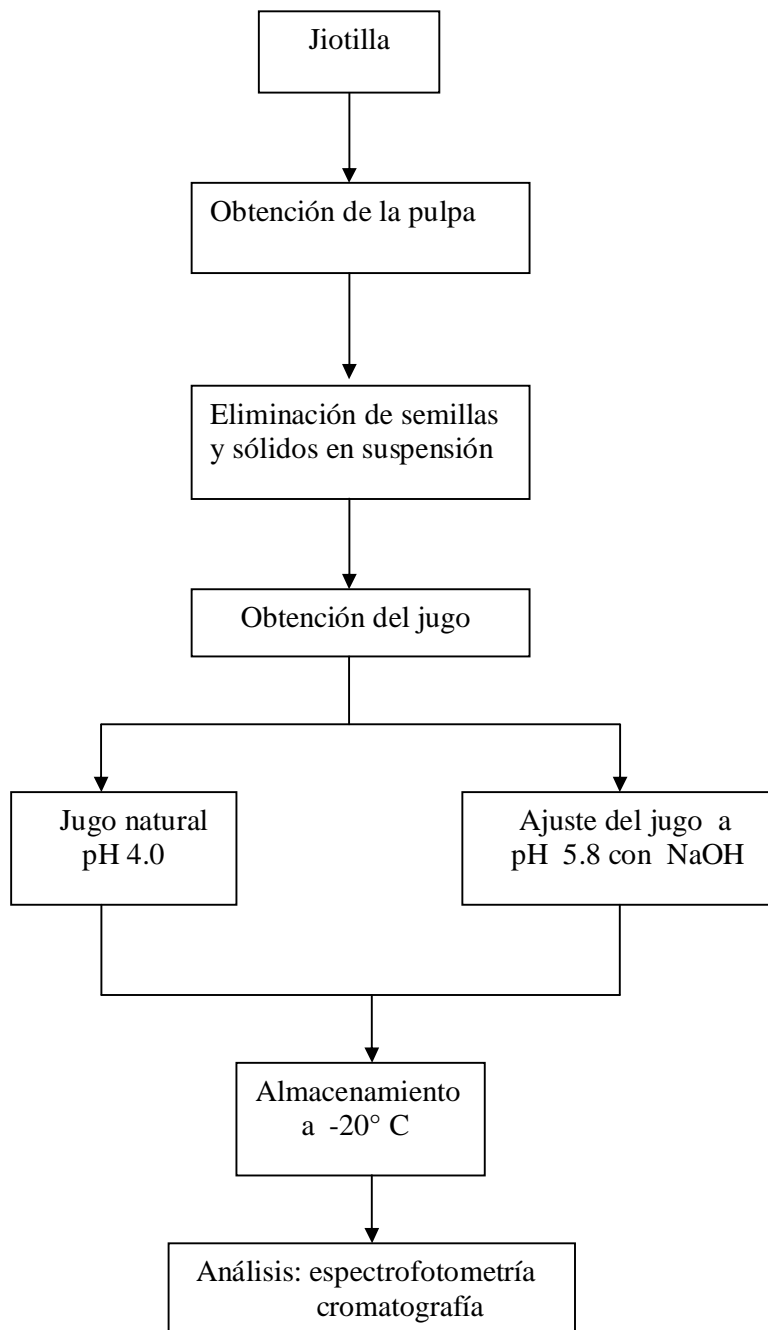 Jiotilla
Obtención de la pulpa
Eliminación de semillas
y sólidos en suspensión
Obtención del jugo
Jugo natural
pH 4.0
Ajuste del jugo a
pH 5.8 con NaOH
Almacenamiento
a -20° C
Análisis: espectrofotometría
cromatografía